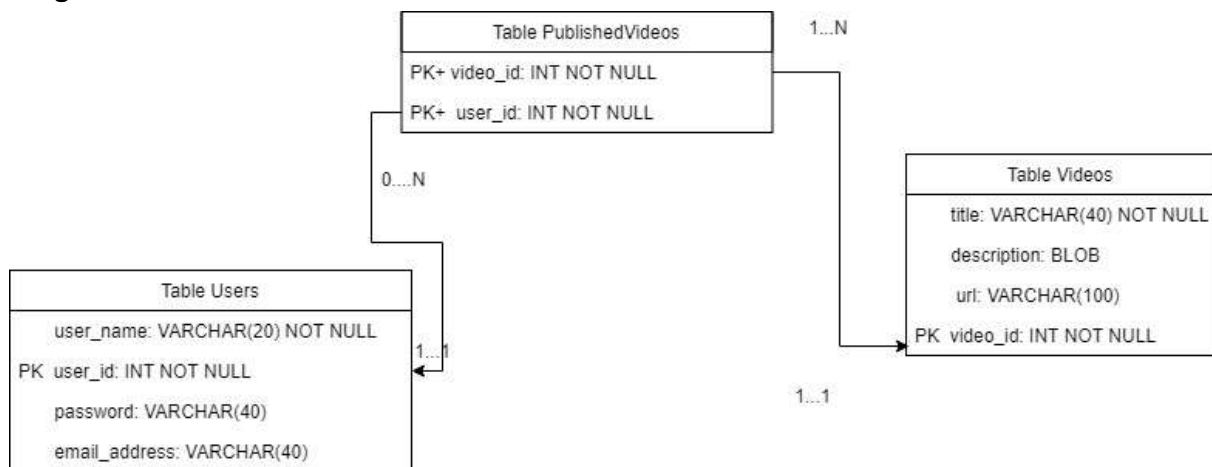 Table PublishedVideos
PK+ video_id: INT NOT NULL
PK+ user_id: INT NOT NULL
1...N
0....N
Table Videos
title: VARCHAR(40) NOT NULL
description: BLOB
url: VARCHAR(100)
PK video_id: INT NOT NULL
1...1
Table Users
user_name: VARCHAR(20) NOT NULL
PK user_id: INT NOT NULL
password: VARCHAR(40)
email_address: VARCHAR(40)
1...1